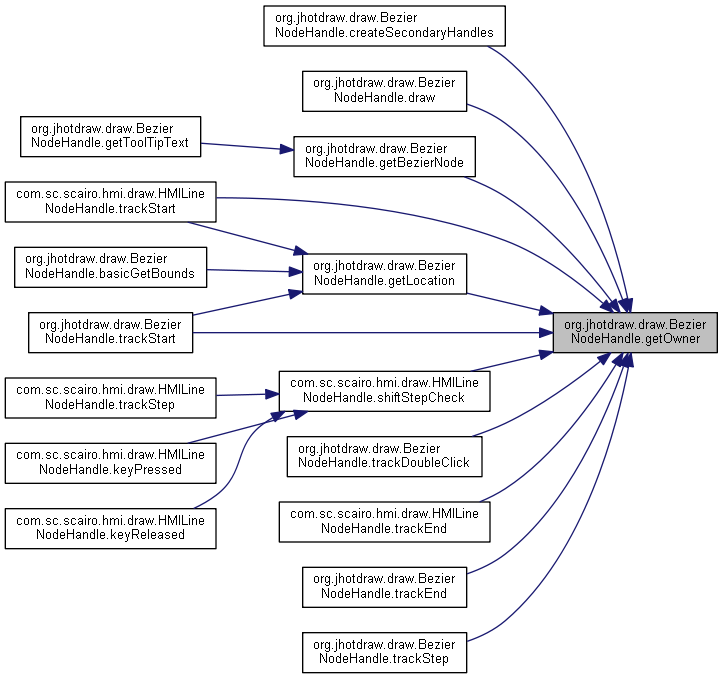 org.jhotdraw.draw.Bezier
NodeHandle.createSecondaryHandles
org.jhotdraw.draw.Bezier
NodeHandle.draw
org.jhotdraw.draw.Bezier
NodeHandle.getToolTipText
org.jhotdraw.draw.Bezier
NodeHandle.getBezierNode
com.sc.scairo.hmi.draw.HMILine
NodeHandle.trackStart
org.jhotdraw.draw.Bezier
NodeHandle.basicGetBounds
org.jhotdraw.draw.Bezier
NodeHandle.getLocation
org.jhotdraw.draw.Bezier
NodeHandle.trackStart
org.jhotdraw.draw.Bezier
NodeHandle.getOwner
com.sc.scairo.hmi.draw.HMILine
NodeHandle.trackStep
com.sc.scairo.hmi.draw.HMILine
NodeHandle.shiftStepCheck
com.sc.scairo.hmi.draw.HMILine
NodeHandle.keyPressed
org.jhotdraw.draw.Bezier
NodeHandle.trackDoubleClick
com.sc.scairo.hmi.draw.HMILine
NodeHandle.keyReleased
com.sc.scairo.hmi.draw.HMILine
NodeHandle.trackEnd
org.jhotdraw.draw.Bezier
NodeHandle.trackEnd
org.jhotdraw.draw.Bezier
NodeHandle.trackStep